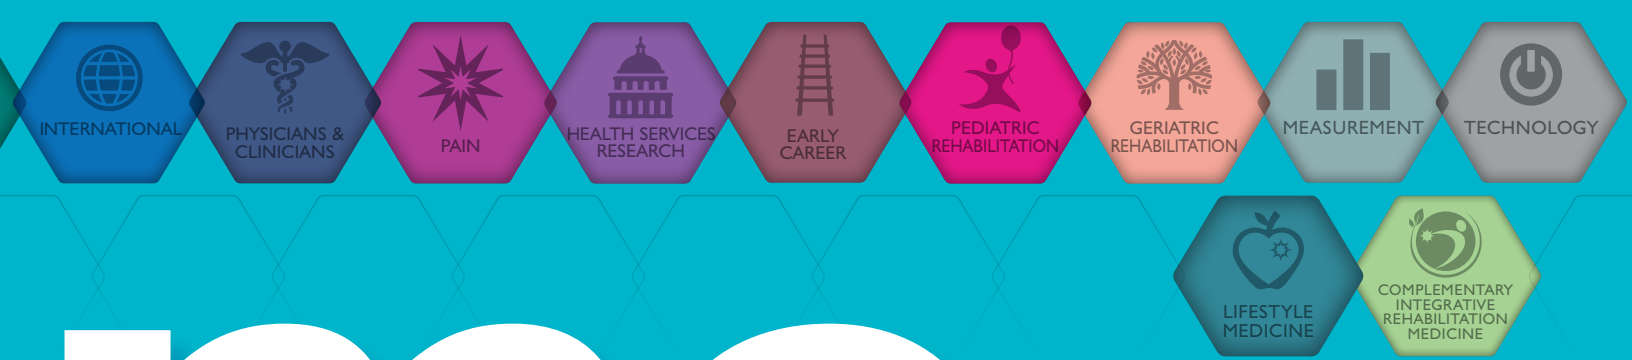 INTERNATIONAL
PHYSICIANS &
CLINICIANS
PAIN
HEALTH SERVICES
RESEARCH
EARLY
CAREER
PEDIATRIC
REHABILITATION
GERIATRIC
REHABILITATION
MEASUREMENT
TECHNOLOGY
LIFESTYLE
MEDICINE
COMPLEMENTARY
INTEGRATIVE
REHABILITATION
MEDICINE